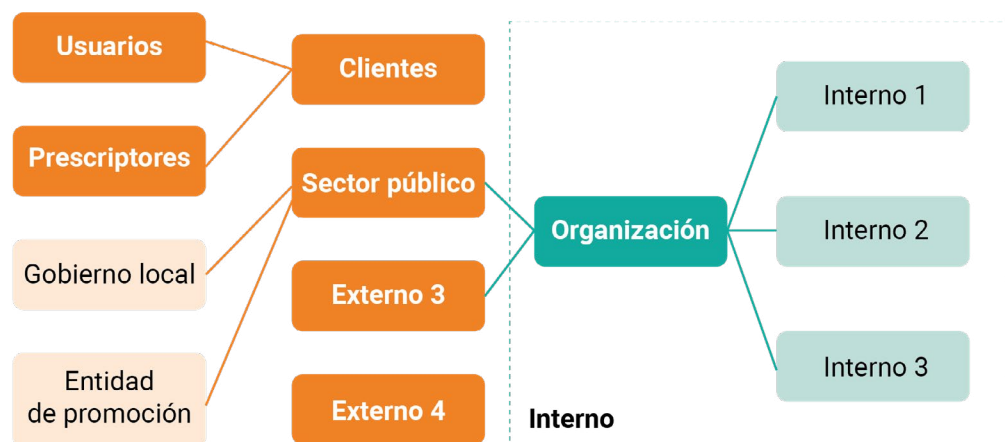 Usuarios
Prescriptores
Gobierno local
Entidad
de promoción
Clientes
Sector público
Externo 3
Externo 4
Organización
Interno
Interno 1
Interno 2
Interno 3